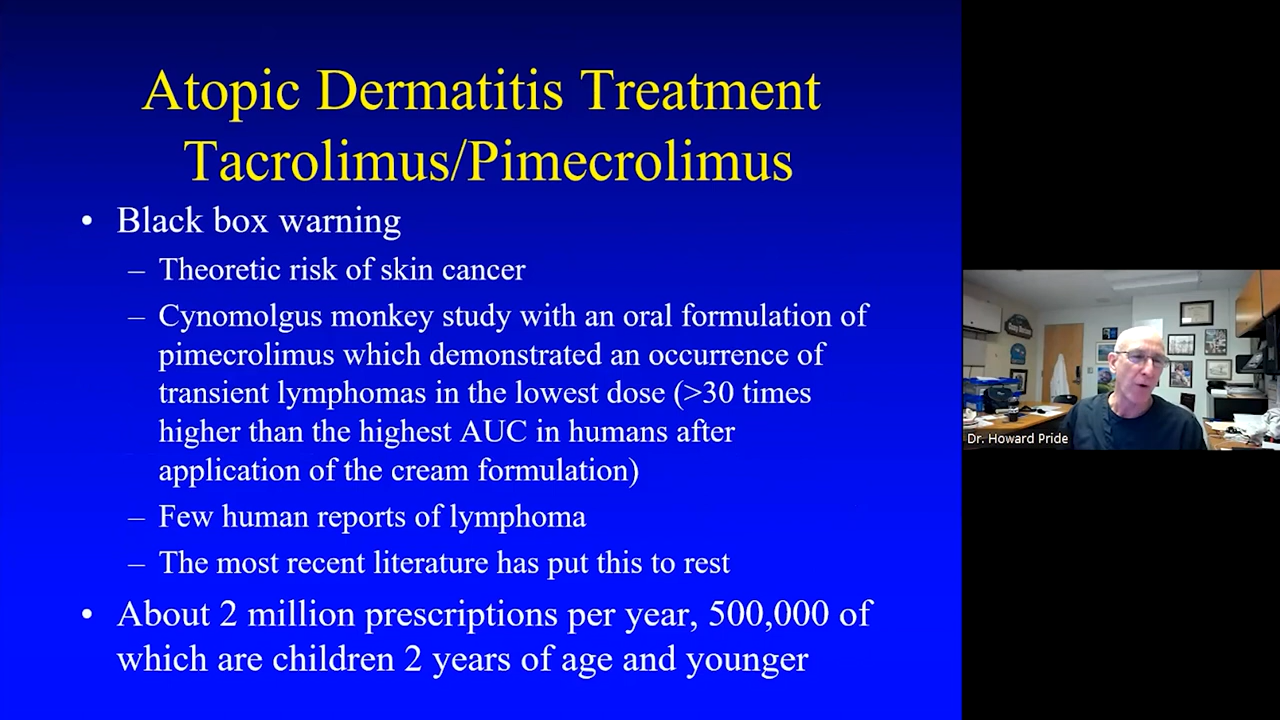 Atopic Dermatitis Treatment
Tacrolimus/Pimecrolimus
• Black box warning
– Theoretic risk of skin cancer
– Cynomolgus monkey study with an oral formulation of
pimecrolimus which demonstrated an occurrence of
transient lymphomas in the lowest dose (>30 times
higher than the highest AUC in humans after
application of the cream formulation)
– Few human reports of lymphoma
– The most recent literature has put this to rest
• About 2 million prescriptions per year, 500,000 of
which are children 2 years of age and younger
Dr. Howard Pride